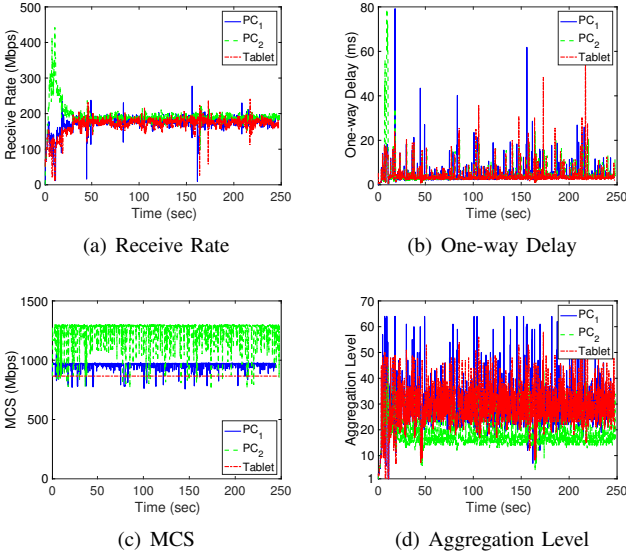 Receive Rate (Mbps)
500
400
300
200
100
0
0 50 100 150 200 250
Time (sec)
PC1
PC2
Tablet
(a) Receive Rate
One-way Delay (ms)
80
60
40
20
0
0 50 100 150 200 250
Time (sec)
PC1
PC2
Tablet
(b) One-way Delay
MCS (Mbps)
1500
1000
500
0
0 50 100 150 200 250
Time (sec)
PC1
PC2
Tablet
(c) MCS
Aggregation Level
70
60
50
40
30
20
10
1
0 50 100 150 200 250
Time (sec)
PC1
PC2
Tablet
(d) Aggregation Level